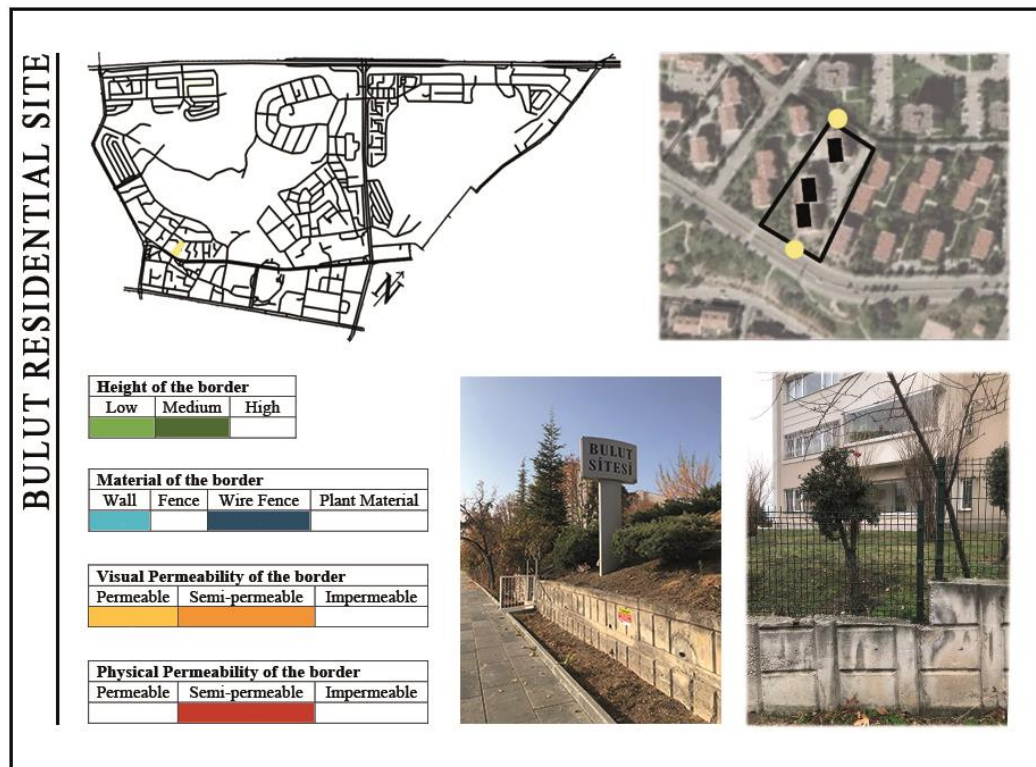 BULUT RESIDENTIAL SITE
N
Height of the border
Low Medium High
Material of the border
Wall Fence Wire Fence Plant Material
Visual Permeability of the border
Permeable Semi-permeable Impermeable
Physical Permeability of the border
Permeable Semi-permeable Impermeable
BULUT
SİTESİ